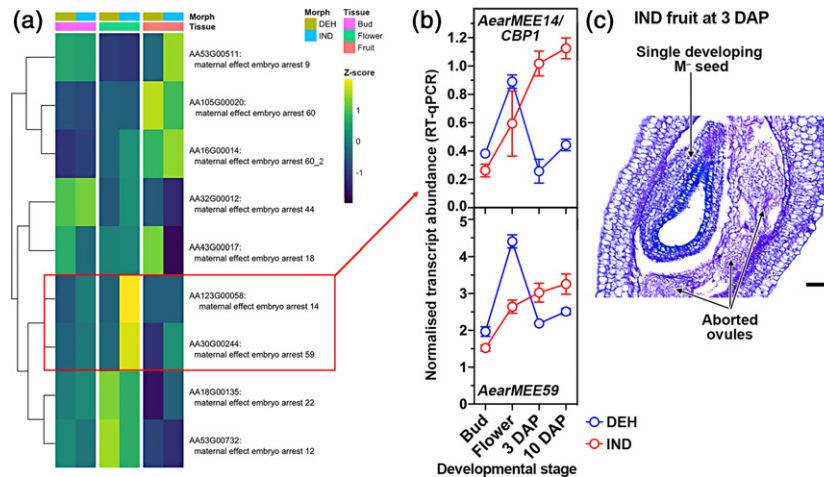 (a)
Morph
DEH
IND
Tissue
Bud
Flower
Fruit
Morph
Tissue
Z-score
1
0
-1
AA53G00511:
maternal effect embryo arrest 9
AA105G00020:
maternal effect embryo arrest 60
AA16G00014:
maternal effect embryo arrest 60_2
AA32G00012:
maternal effect embryo arrest 44
AA43G00017:
maternal effect embryo arrest 18
AA123G00058:
maternal effect embryo arrest 14
AA30G00244:
maternal effect embryo arrest 59
AA18G00135:
maternal effect embryo arrest 22
AA53G00732:
maternal effect embryo arrest 12
(b)
Normalised transcript abundance (RT-qPCR)
AearMEE14/
CBP1
1.2
1.0
0.8
0.6
0.4
0.2
0.0
5
4
3
2
1
0
AearMEE59
Bud
Flower
3 DAP
10 DAP
Developmental stage
DEH
IND
(c)
IND fruit at 3 DAP
Single developing
M⁻ seed
Aborted
ovules